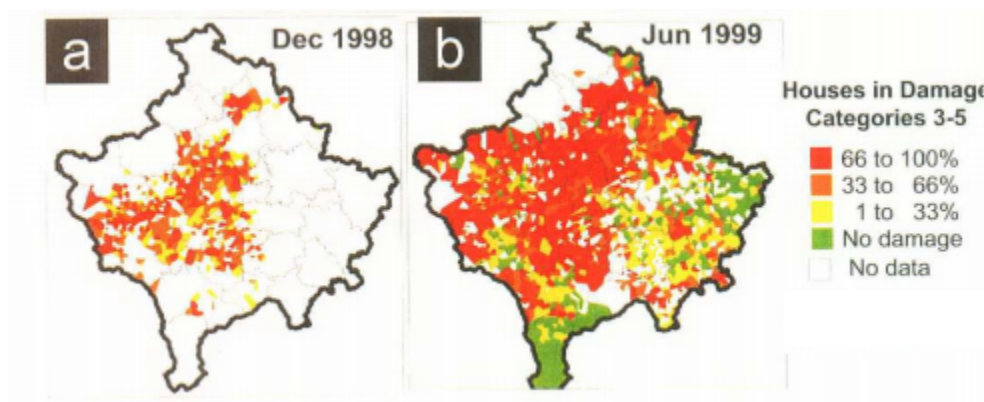 a
Dec 1998
b
Jun 1999
Houses in Damage
Categories 3-5
66 to 100%
33 to 66%
1 to 33%
No damage
No data